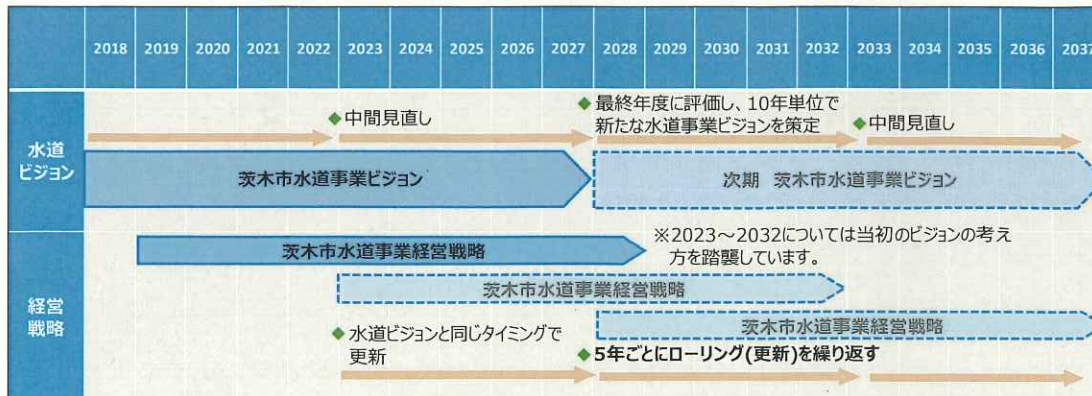 2018 2019 2020 2021 2022 2023 2024 2025 2026 2027 2028 2029 2030 2031 2032 2033 2034 2035 2036 2037
水道
ビジョン
◆中間見直し
◆最終年度に評価し、10年単位で
新たな水道事業ビジョンを策定
◆中間見直し
茨木市水道事業ビジョン
次期 茨木市水道事業ビジョン
経営
戦略
茨木市水道事業経営戦略
※2023～2032については当初のビジョンの考え
方を踏襲しています。
茨木市水道事業経営戦略
茨木市水道事業経営戦略
◆水道ビジョンと同じタイミングで
更新
◆5年ごとにローリング(更新)を繰り返す